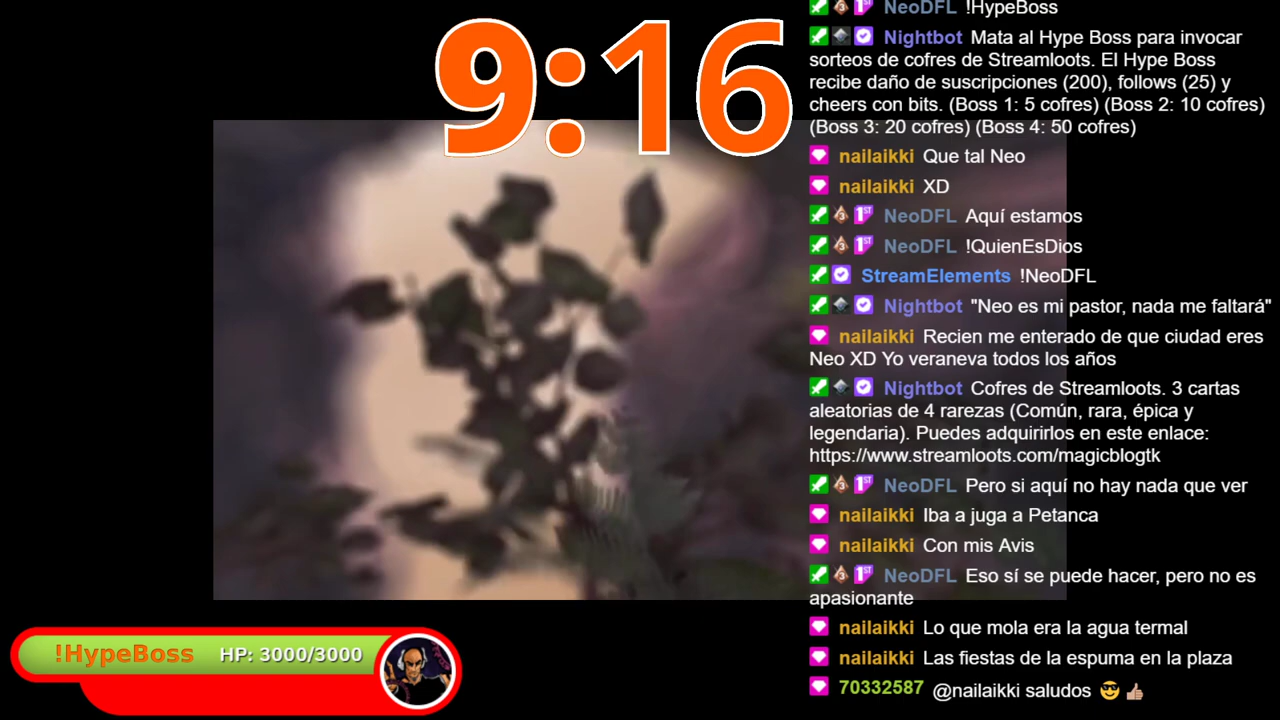 9:16
NeoDFL !HypeBoss
Nightbot Mata al Hype Boss para invocar
sorteos de cofres de Streamloots. El Hype Boss
recibe daño de suscripciones (200), follows (25) y
cheers con bits. (Boss 1: 5 cofres) (Boss 2: 10 cofres)
(Boss 3: 20 cofres) (Boss 4: 50 cofres)
nailaikki Que tal Neo
nailaikki XD
NeoDFL Aquí estamos
NeoDFL !QuienEsDios
StreamElements !NeoDFL
Nightbot "Neo es mi pastor, nada me faltará"
nailaikki Recien me enterado de que ciudad eres
Neo XD Yo veraneva todos los años
Nightbot Cofres de Streamloots. 3 cartas
aleatorias de 4 rarezas (Común, rara, épica y
legendaria). Puedes adquirirlos en este enlace:
https://www.streamloots.com/magicblogtk
NeoDFL Pero si aquí no hay nada que ver
nailaikki Iba a juga a Petanca
nailaikki Con mis Avis
NeoDFL Eso sí se puede hacer, pero no es
apasionante
nailaikki Lo que mola era la agua termal
nailaikki Las fiestas de la espuma en la plaza
70332587 @nailaikki saludos 😎👍🏼
!HypeBoss HP: 3000/3000